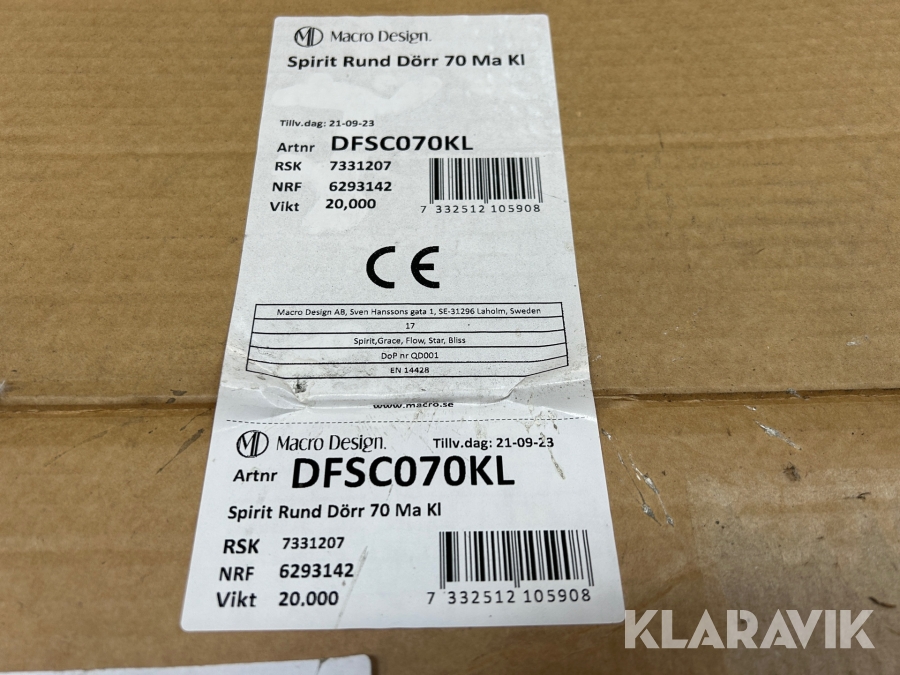 MD Macro Design.
Spirit Rund Dörr 70 Ma Kl
Tillv.dag: 21-09-23
Artnr DFSC070KL
RSK 7331207
NRF 6293142
Vikt 20,000
7 332512 105908
CE
Macro Design AB, Sven Hanssons gata 1, SE-31296 Laholm, Sweden
17
Spirit,Grace, Flow, Star, Bliss
DoP nr QD001
EN 14428
www.macro.se
MD Macro Design. Tillv.dag: 21-09-23
Artnr DFSC070KL
Spirit Rund Dörr 70 Ma Kl
RSK 7331207
NRF 6293142
Vikt 20.000
7 332512 105908
KLARAVIK